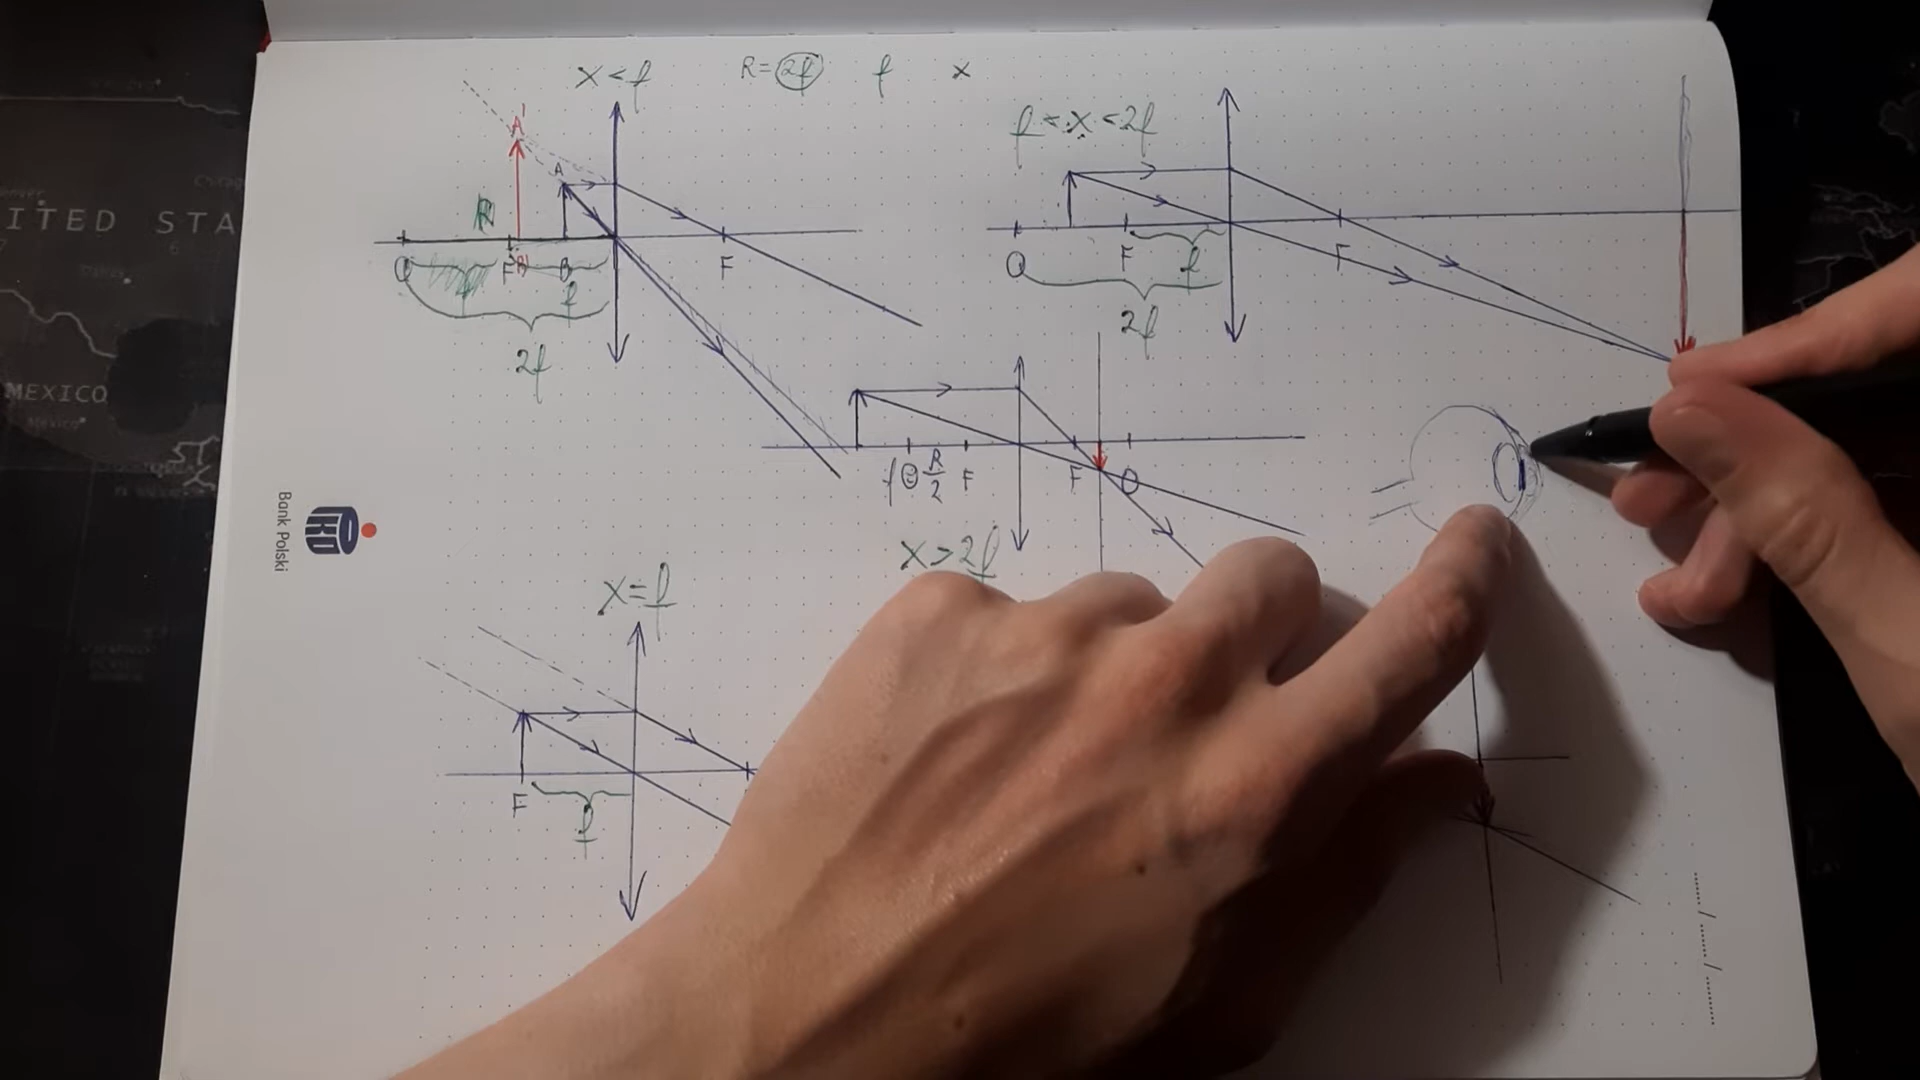 x < f
R = 2f f x
A'
A
R
O f F B' B f F
2f
f < x < 2f
O F f F
2f
f = R/2 F F O
x > 2f
x = f
F
f
Bank Polski
ITED STA
MEXICO